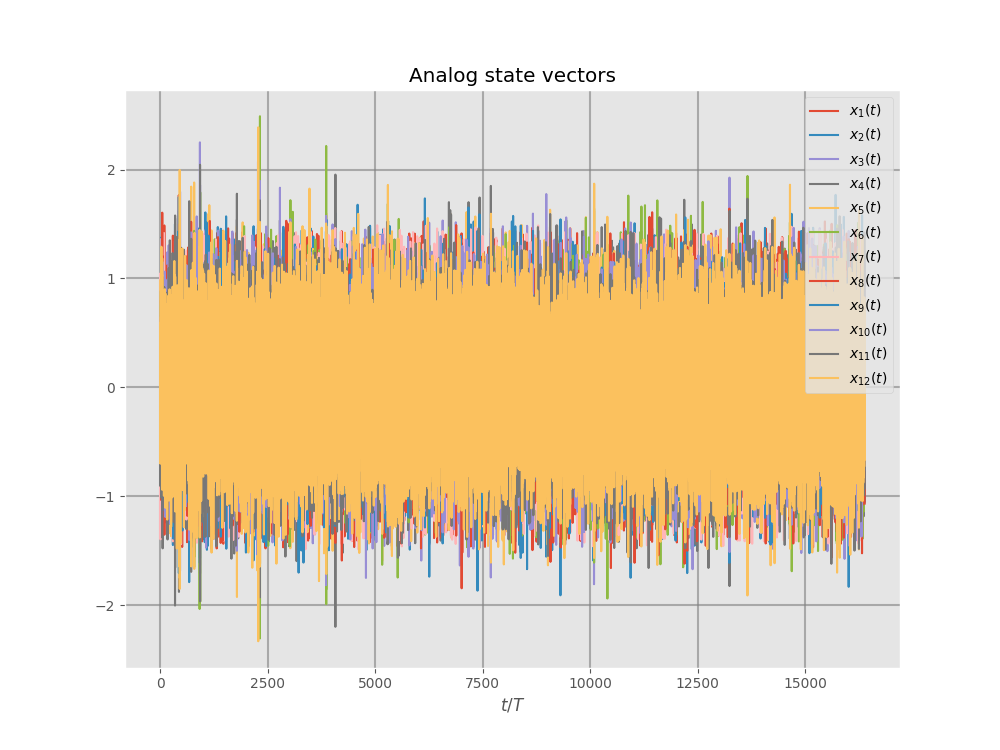 Analog state vectors
x₁(t)
x₂(t)
x₃(t)
x₄(t)
x₅(t)
x₆(t)
x₇(t)
x₈(t)
x₉(t)
x₁₀(t)
x₁₁(t)
x₁₂(t)
2
1
0
−1
−2
0 2500 5000 7500 10000 12500 15000
t/T